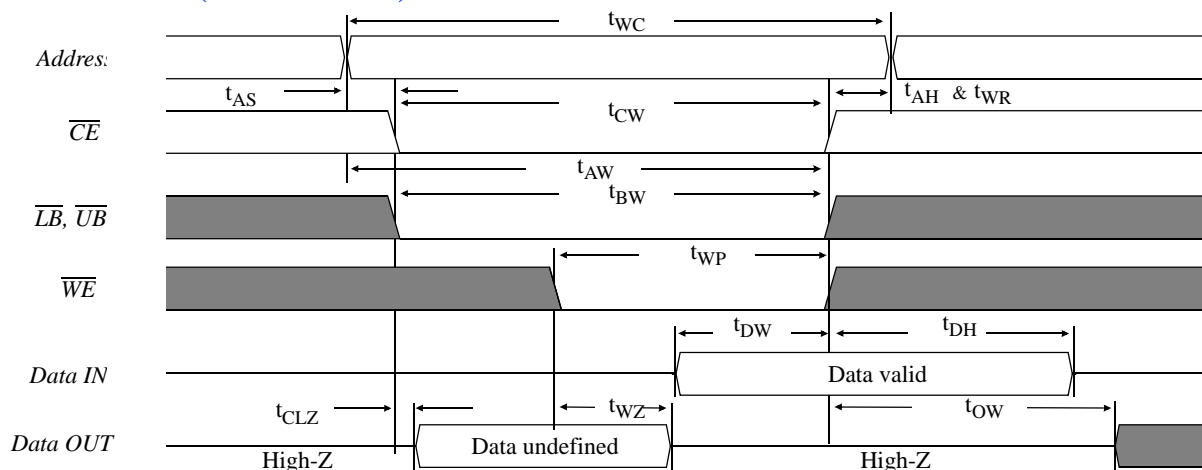 tWC
Address
tAS
tCW
tAH & tWR
CE
tAW
tBW
LB, UB
tWP
WE
tDW
tDH
Data IN
Data valid
tCLZ
tWZ
tOW
Data OUT
Data undefined
High-Z
High-Z